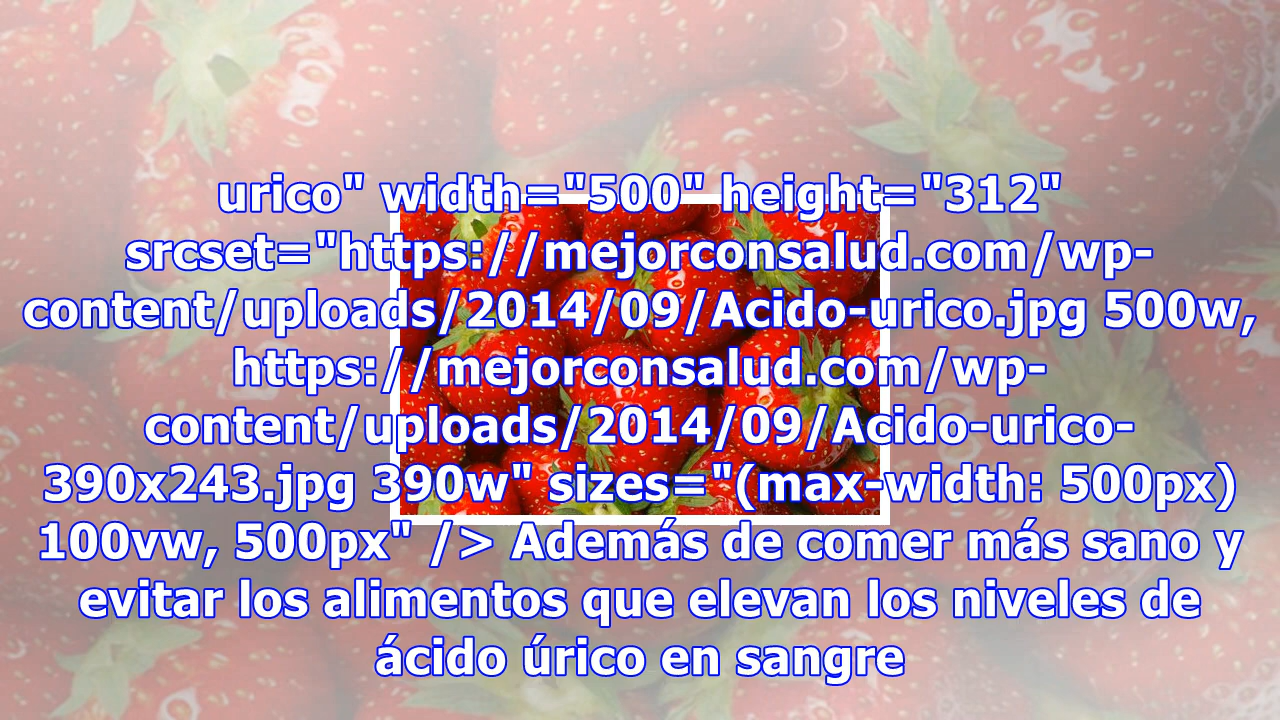 urico" width="500" height="312"
srcset="https://mejorconsalud.com/wp-
content/uploads/2014/09/Acido-urico.jpg 500w,
https://mejorconsalud.com/wp-
content/uploads/2014/09/Acido-urico-
390x243.jpg 390w" sizes="(max-width: 500px)
100vw, 500px" /> Además de comer más sano y
evitar los alimentos que elevan los niveles de
ácido úrico en sangre